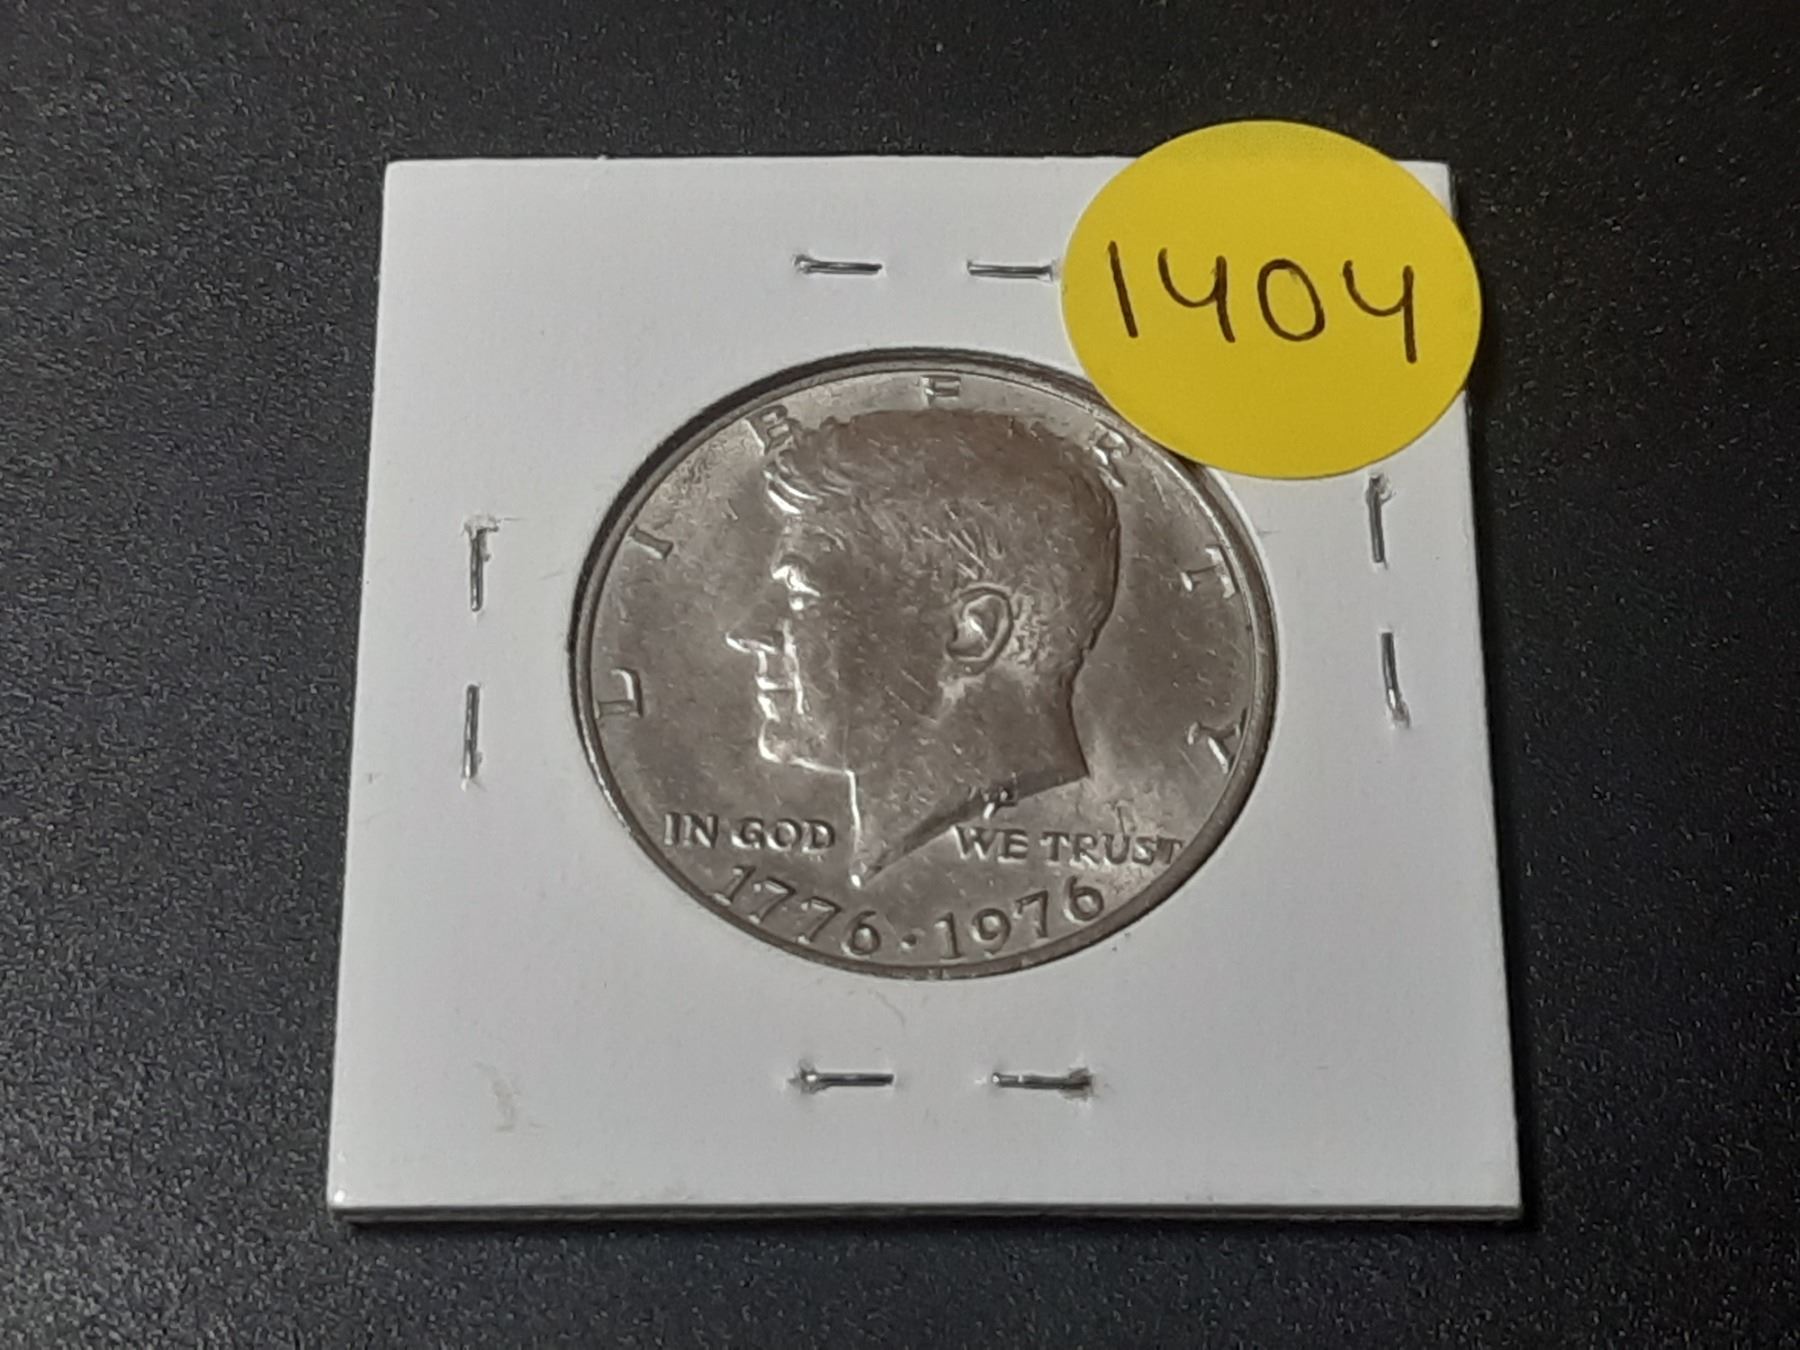 1404
LIBERTY
IN GOD WE TRUST
1776 · 1976